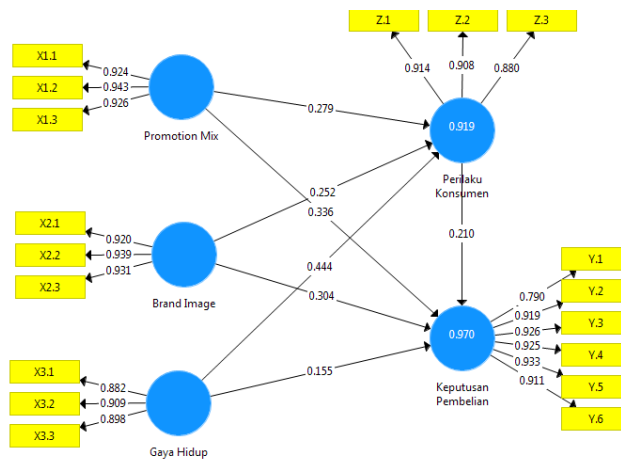 Z.1
Z.2
Z.3
X1.1
X1.2
X1.3
0.924
0.943
0.926
Promotion Mix
0.914
0.908
0.880
0.279
0.919
Perilaku
Konsumen
0.252
0.336
0.444
0.210
X2.1
X2.2
X2.3
0.920
0.939
0.931
Brand Image
0.304
0.155
0.970
Keputusan
Pembelian
0.790
0.919
0.926
0.925
0.933
0.911
Y.1
Y.2
Y.3
Y.4
Y.5
Y.6
X3.1
X3.2
X3.3
0.882
0.909
0.898
Gaya Hidup